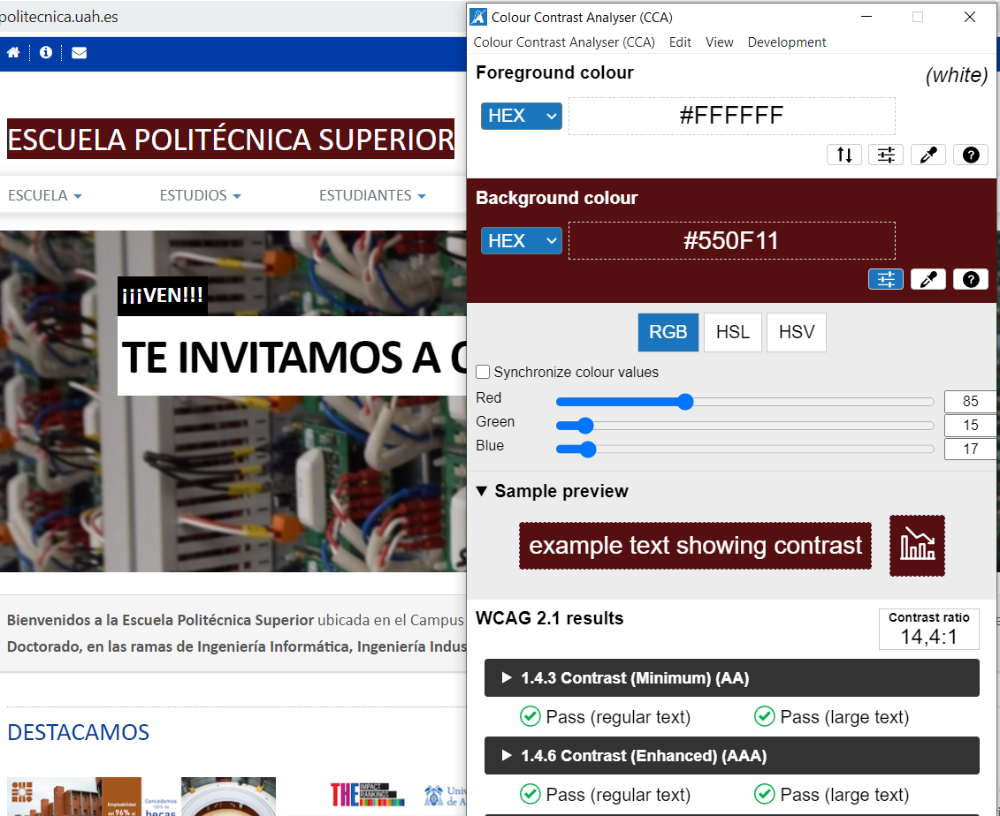 politecnica.uah.es
ESCUELA POLITÉCNICA SUPERIOR
ESCUELA
ESTUDIOS
ESTUDIANTES
¡¡¡VEN!!!
TE INVITAMOS A
Bienvenidos a la Escuela Politécnica Superior ubicada en el Campus
Doctorado, en las ramas de Ingeniería Informática, Ingeniería Indus
DESTACAMOS
Empleabilidad
del 96%
Concedemos
100% de
becas
THE IMPACT
RANKINGS
Univ
de A
Colour Contrast Analyser (CCA)
Colour Contrast Analyser (CCA) Edit View Development
Foreground colour
(white)
HEX
#FFFFFF
Background colour
HEX
#550F11
RGB HSL HSV
Synchronize colour values
Red 85
Green 15
Blue 17
Sample preview
example text showing contrast
WCAG 2.1 results
Contrast ratio
14,4:1
1.4.3 Contrast (Minimum) (AA)
Pass (regular text) Pass (large text)
1.4.6 Contrast (Enhanced) (AAA)
Pass (regular text) Pass (large text)